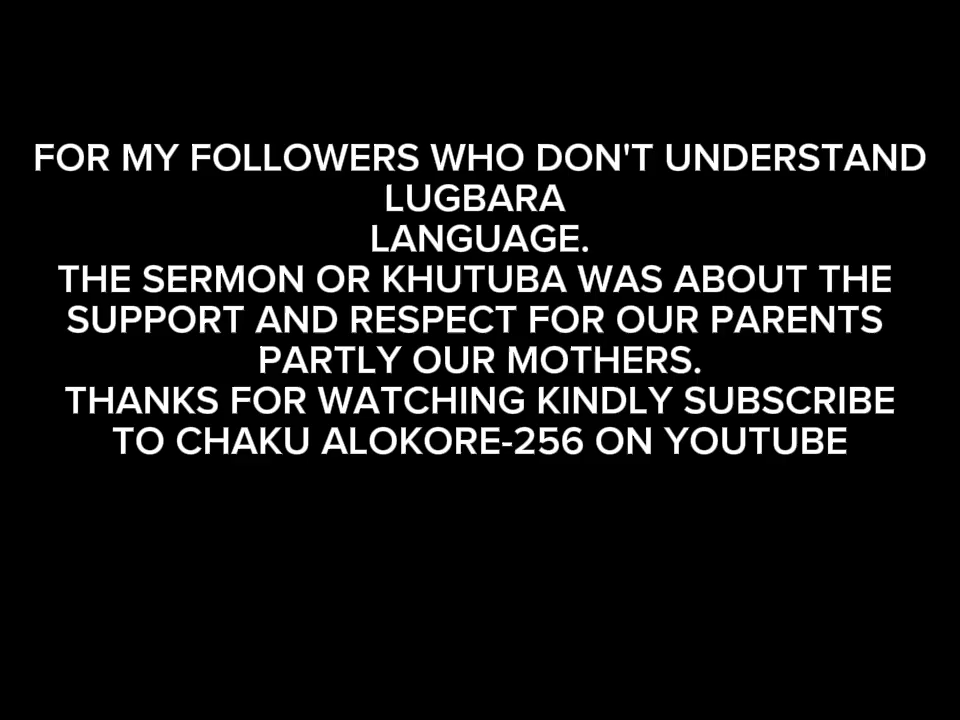 FOR MY FOLLOWERS WHO DON'T UNDERSTAND
LUGBARA
LANGUAGE.
THE SERMON OR KHUTUBA WAS ABOUT THE
SUPPORT AND RESPECT FOR OUR PARENTS
PARTLY OUR MOTHERS.
THANKS FOR WATCHING KINDLY SUBSCRIBE
TO CHAKU ALOKORE-256 ON YOUTUBE